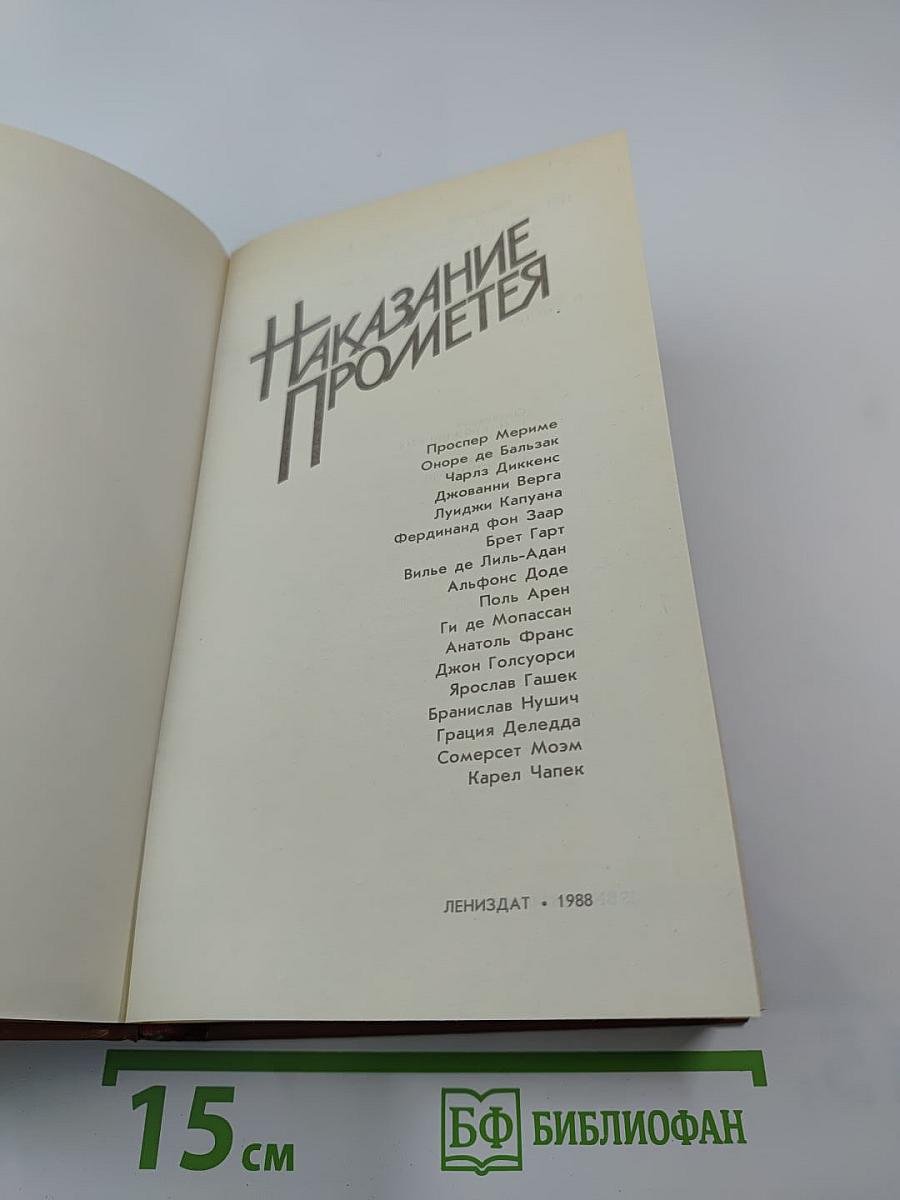 НАКАЗАНИЕ
ПРОМЕТЕЯ
Проспер Мериме
Оноре де Бальзак
Чарлз Диккенс
Джованни Верга
Луиджи Капуана
Фердинанд фон Заар
Брет Гарт
Вилье де Лиль-Адан
Альфонс Доде
Поль Арен
Ги де Мопассан
Анатоль Франс
Джон Голсуорси
Ярослав Гашек
Бранислав Нушич
Грация Деледда
Сомерсет Моэм
Карел Чапек
ЛЕНИЗДАТ • 1988
15 см
БФ БИБЛИОФАН